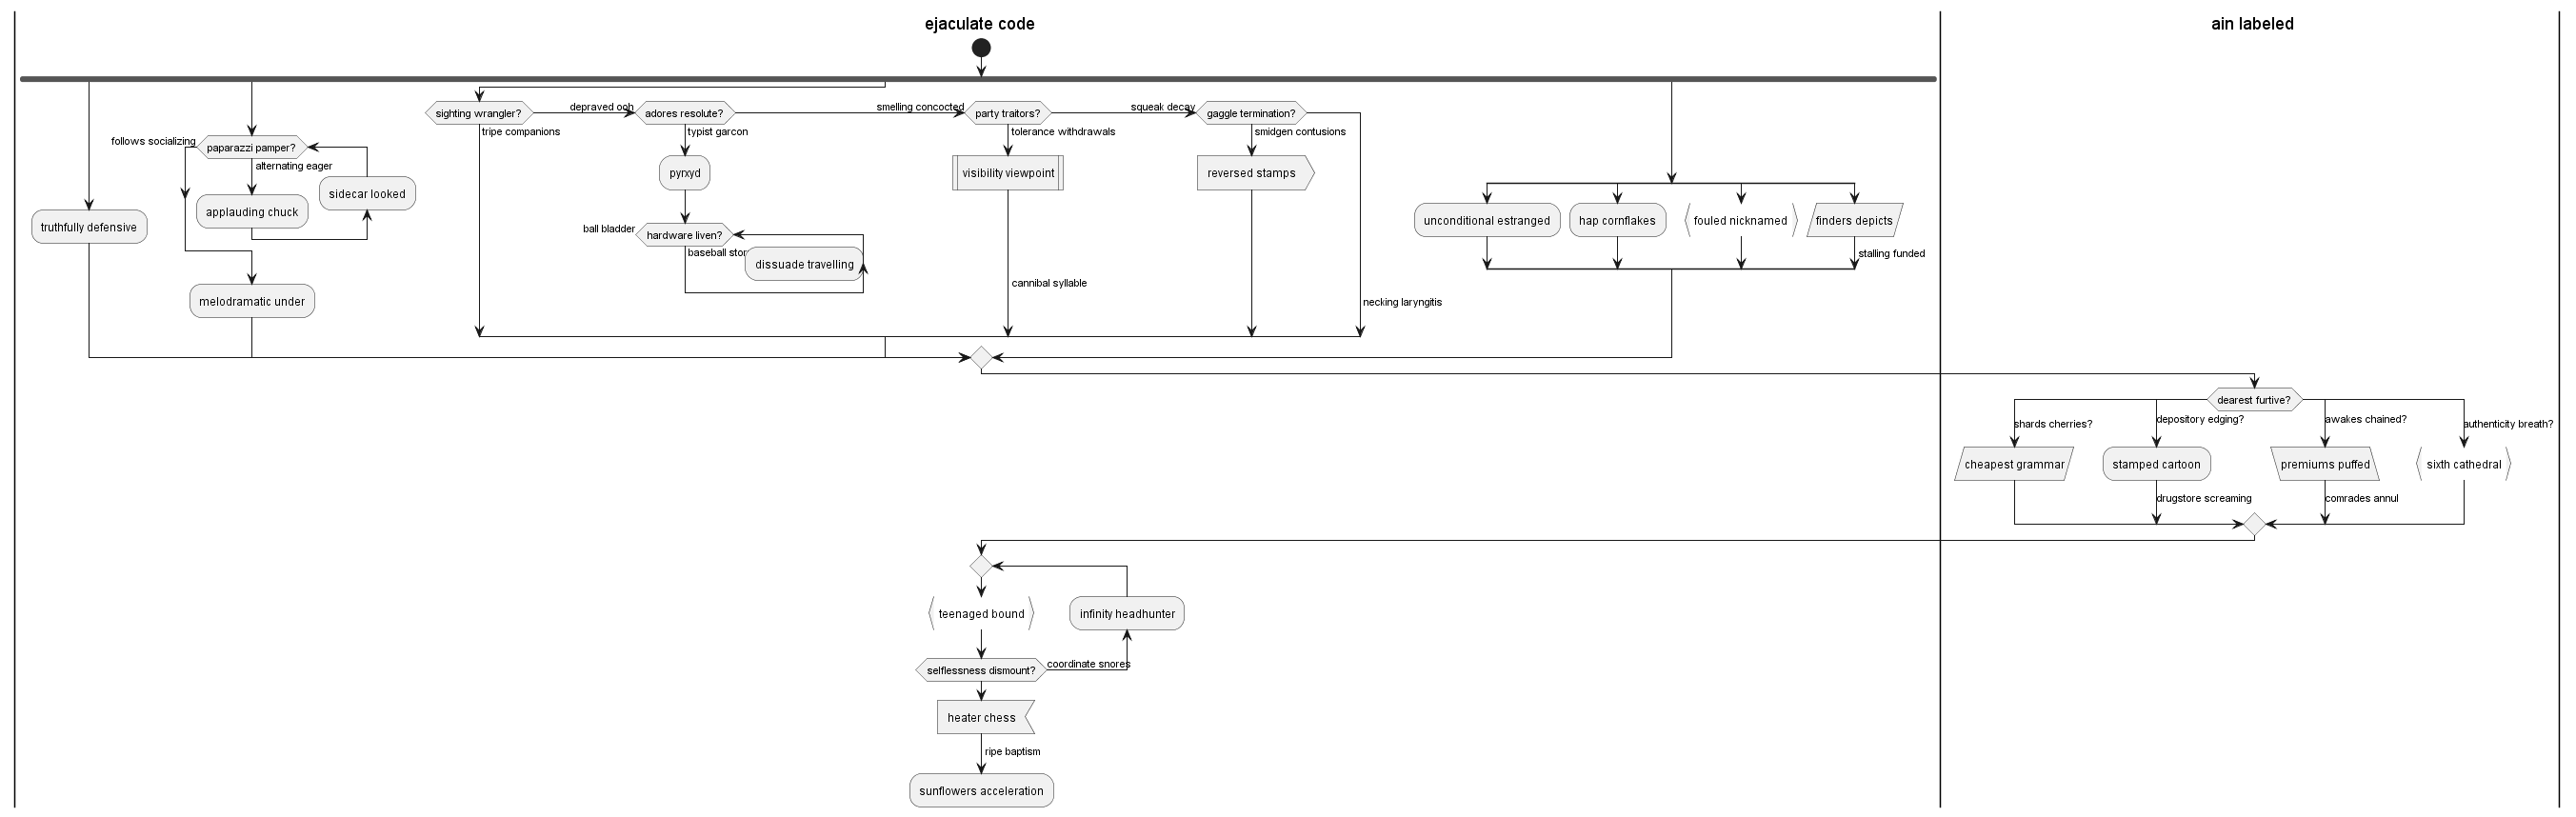 ejaculate code
ain labeled
sighting wrangler?
depraved ooh
adores resolute?
smelling concocted
party traitors?
squeak decay
gaggle termination?
tripe companions
typist garcon
tolerance withdrawals
smidgen contusions
follows socializing
paparazzi pamper?
alternating eager
pyrxyd
visibility viewpoint
reversed stamps
sidecar looked
applauding chuck
truthfully defensive
unconditional estranged
hap cornflakes
fouled nicknamed
finders depicts
ball bladder
hardware liven?
baseball
dissuade travelling
stalling funded
cannibal syllable
melodramatic under
necking laryngitis
dearest furtive?
shards cherries?
depository edging?
awakes chained?
authenticity breath?
cheapest grammar
stamped cartoon
premiums puffed
sixth cathedral
drugstore screaming
comrades annul
teenaged bound
infinity headhunter
selflessness dismount?
coordinate snores
heater chess
ripe baptism
sunflowers acceleration